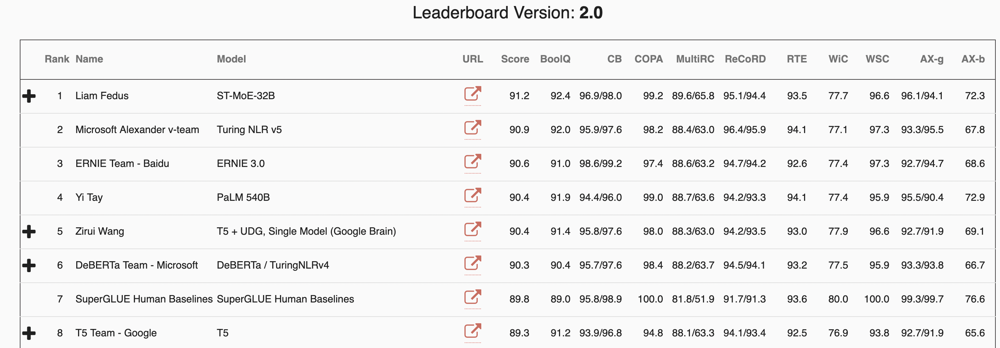 Leaderboard Version: 2.0
Rank Name Model URL Score BoolQ CB COPA MultiRC ReCoRD RTE WiC WSC AX-g AX-b
1 Liam Fedus ST-MoE-32B 91.2 92.4 96.9/98.0 99.2 89.6/65.8 95.1/94.4 93.5 77.7 96.6 96.1/94.1 72.3
2 Microsoft Alexander v-team Turing NLR v5 90.9 92.0 95.9/97.6 98.2 88.4/63.0 96.4/95.9 94.1 77.1 97.3 93.3/95.5 67.8
3 ERNIE Team - Baidu ERNIE 3.0 90.6 91.0 98.6/99.2 97.4 88.6/63.2 94.7/94.2 92.6 77.4 97.3 92.7/94.7 68.6
4 Yi Tay PaLM 540B 90.4 91.9 94.4/96.0 99.0 88.7/63.6 94.2/93.3 94.1 77.4 95.9 95.5/90.4 72.9
5 Zirui Wang T5 + UDG, Single Model (Google Brain) 90.4 91.4 95.8/97.6 98.0 88.3/63.0 94.2/93.5 93.0 77.9 96.6 92.7/91.9 69.1
6 DeBERTa Team - Microsoft DeBERTa / TuringNLRv4 90.3 90.4 95.7/97.6 98.4 88.2/63.7 94.5/94.1 93.2 77.5 95.9 93.3/93.8 66.7
7 SuperGLUE Human Baselines SuperGLUE Human Baselines 89.8 89.0 95.8/98.9 100.0 81.8/51.9 91.7/91.3 93.6 80.0 100.0 99.3/99.7 76.6
8 T5 Team - Google T5 89.3 91.2 93.9/96.8 94.8 88.1/63.3 94.1/93.4 92.5 76.9 93.8 92.7/91.9 65.6